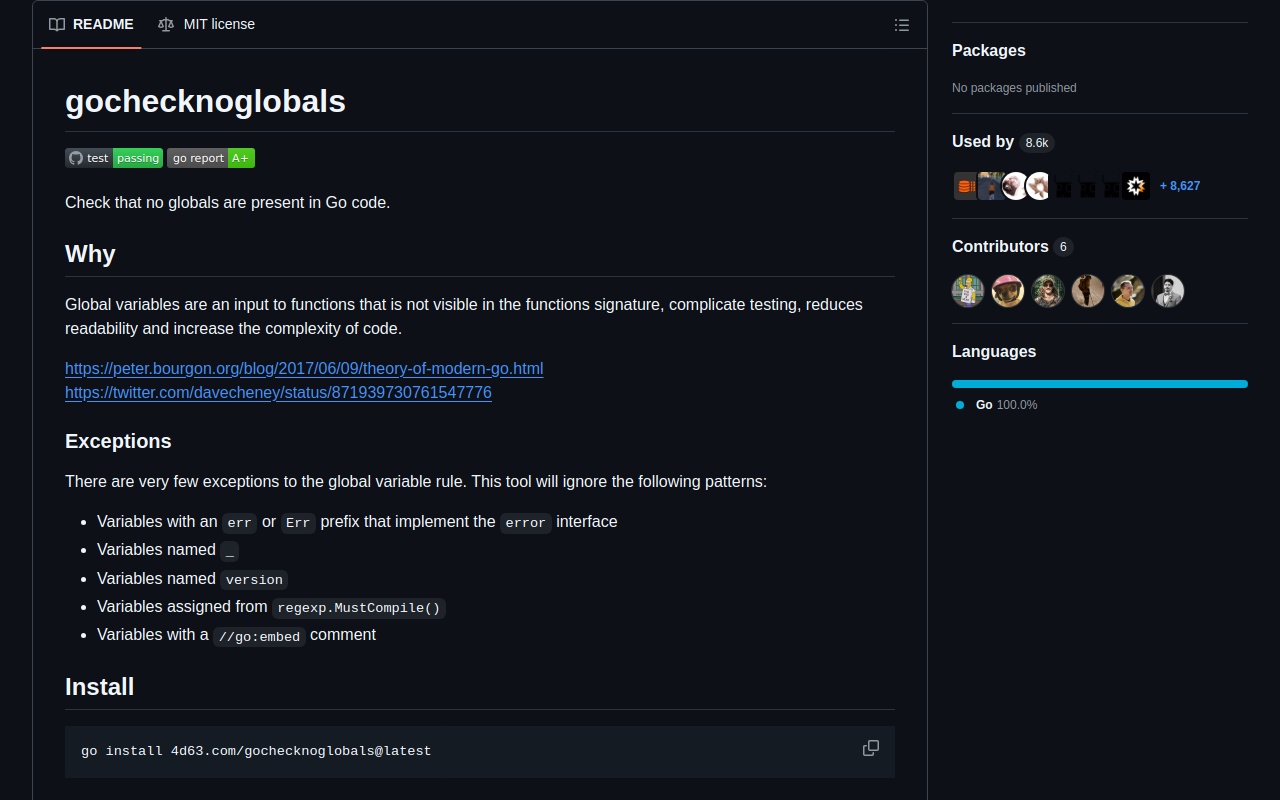 README
MIT license
gochecknoglobals
test passing
go report A+
Check that no globals are present in Go code.
Why
Global variables are an input to functions that is not visible in the functions signature, complicate testing, reduces
readability and increase the complexity of code.
https://peter.bourgon.org/blog/2017/06/09/theory-of-modern-go.html
https://twitter.com/davecheney/status/871939730761547776
Exceptions
There are very few exceptions to the global variable rule. This tool will ignore the following patterns:
• Variables with an err or Err prefix that implement the error interface
• Variables named _
• Variables named version
• Variables assigned from regexp.MustCompile()
• Variables with a //go:embed comment
Install
go install 4d63.com/gochecknoglobals@latest
Packages
No packages published
Used by 8.6k
+ 8,627
Contributors 6
Languages
Go 100.0%